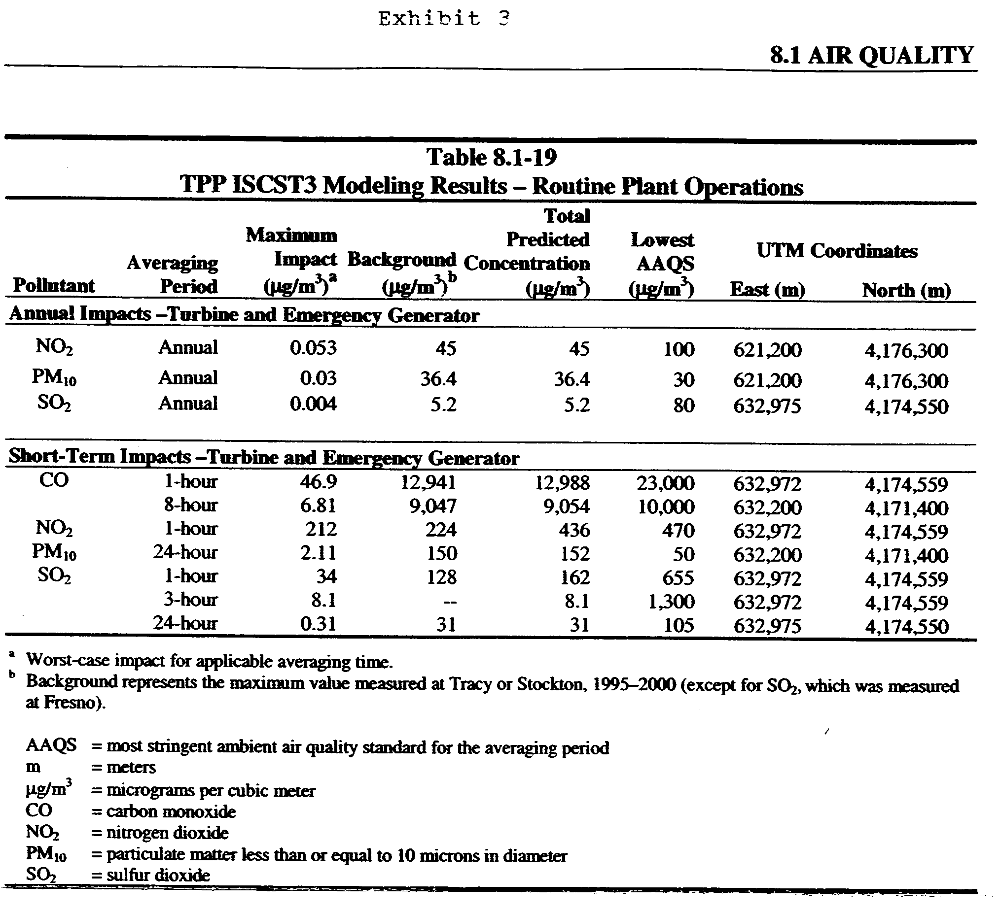 Exhibit 3
8.1 AIR QUALITY
Table 8.1-19
TPP ISCST3 Modeling Results – Routine Plant Operations
Pollutant Averaging Period Maximum Impact (µg/m³)ᵃ Background (µg/m³)ᵇ Total Predicted Concentration (µg/m³) Lowest AAQS (µg/m³) UTM Coordinates East (m) North (m)
Annual Impacts –Turbine and Emergency Generator
NO₂ Annual 0.053 45 45 100 621,200 4,176,300
PM₁₀ Annual 0.03 36.4 36.4 30 621,200 4,176,300
SO₂ Annual 0.004 5.2 5.2 80 632,975 4,174,550
Short-Term Impacts –Turbine and Emergency Generator
CO 1-hour 46.9 12,941 12,988 23,000 632,972 4,174,559
8-hour 6.81 9,047 9,054 10,000 632,200 4,171,400
NO₂ 1-hour 212 224 436 470 632,972 4,174,559
PM₁₀ 24-hour 2.11 150 152 50 632,200 4,171,400
SO₂ 1-hour 34 128 162 655 632,972 4,174,559
3-hour 8.1 -- 8.1 1,300 632,972 4,174,559
24-hour 0.31 31 31 105 632,975 4,174,550
ᵃ Worst-case impact for applicable averaging time.
ᵇ Background represents the maximum value measured at Tracy or Stockton, 1995–2000 (except for SO₂, which was measured
at Fresno).
AAQS = most stringent ambient air quality standard for the averaging period
m = meters
µg/m³ = micrograms per cubic meter
CO = carbon monoxide
NO₂ = nitrogen dioxide
PM₁₀ = particulate matter less than or equal to 10 microns in diameter
SO₂ = sulfur dioxide